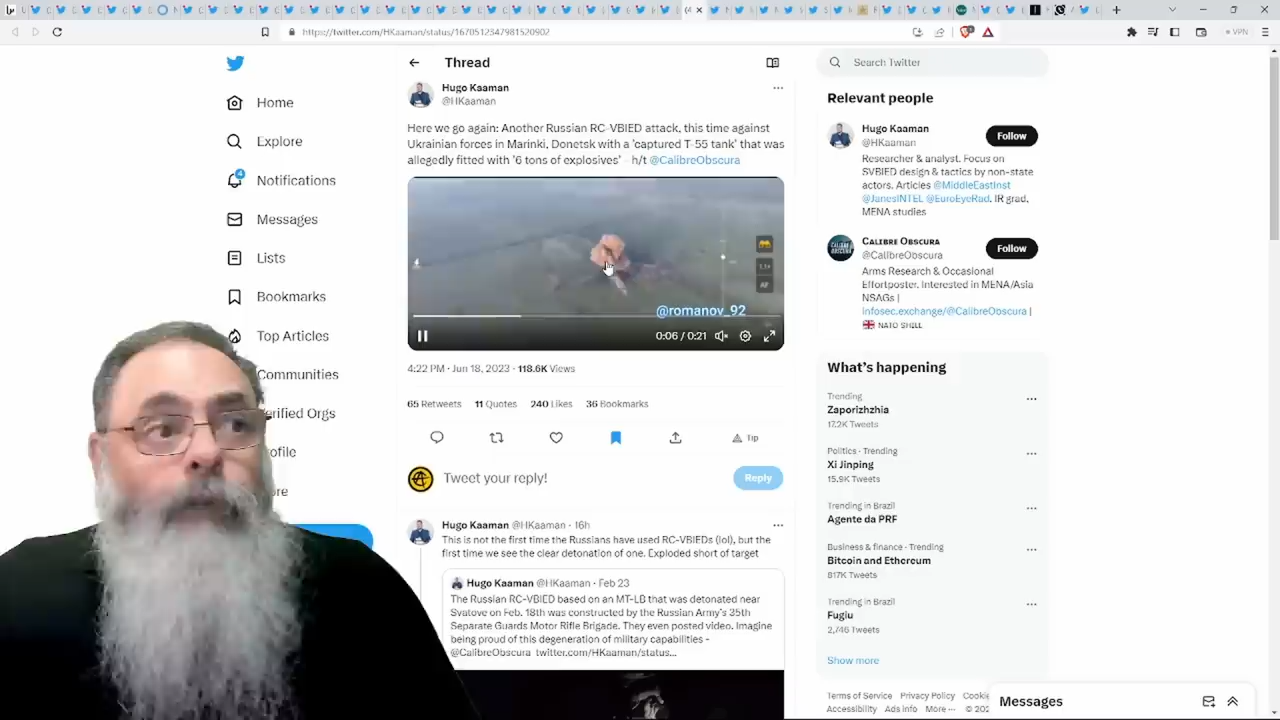 https://twitter.com/HKaaman/status/1670512347981520902
VPN
Home
Explore
4
Notifications
Messages
Lists
Bookmarks
Top Articles
Communities
erified Orgs
rofile
ore
Thread
Hugo Kaaman
@HKaaman
Here we go again: Another Russian RC-VBIED attack, this time against
Ukrainian forces in Marinki, Donetsk with a 'captured T-55 tank' that was
allegedly fitted with '6 tons of explosives' - h/t @CalibreObscura
1.1×
AF
@romanov_92
0:06 / 0:21
4:22 PM · Jun 18, 2023 · 118.6K Views
65 Retweets 11 Quotes 240 Likes 36 Bookmarks
Tip
Tweet your reply!
Reply
Hugo Kaaman @HKaaman · 16h
This is not the first time the Russians have used RC-VBIEDs (lol), but the
first time we see the clear detonation of one. Exploded short of target
Hugo Kaaman @HKaaman · Feb 23
The Russian RC-VBIED based on an MT-LB that was detonated near
Svatove on Feb. 18th was constructed by the Russian Army's 35th
Separate Guards Motor Rifle Brigade. They even posted video. Imagine
being proud of this degeneration of military capabilities -
@CalibreObscura twitter.com/HKaaman/status...
Search Twitter
Relevant people
Hugo Kaaman
@HKaaman
Follow
Researcher & analyst. Focus on
SVBIED design & tactics by non-state
actors. Articles @MiddleEastInst
@JanesINTEL @EuroEyeRad. IR grad,
MENA studies
Calibre Obscura
@CalibreObscura
Follow
Arms Research & Occasional
Effortposter. Interested in MENA/Asia
NSAGs |
infosec.exchange/@CalibreObscura |
NATO SHILL
What's happening
Trending
Zaporizhzhia
17.2K Tweets
Politics · Trending
Xi Jinping
15.9K Tweets
Trending in Brazil
Agente da PRF
Business & finance · Trending
Bitcoin and Ethereum
817K Tweets
Trending in Brazil
Fugiu
2,746 Tweets
Show more
Terms of Service Privacy Policy Cookie
Accessibility Ads info More ··· © 202
Messages